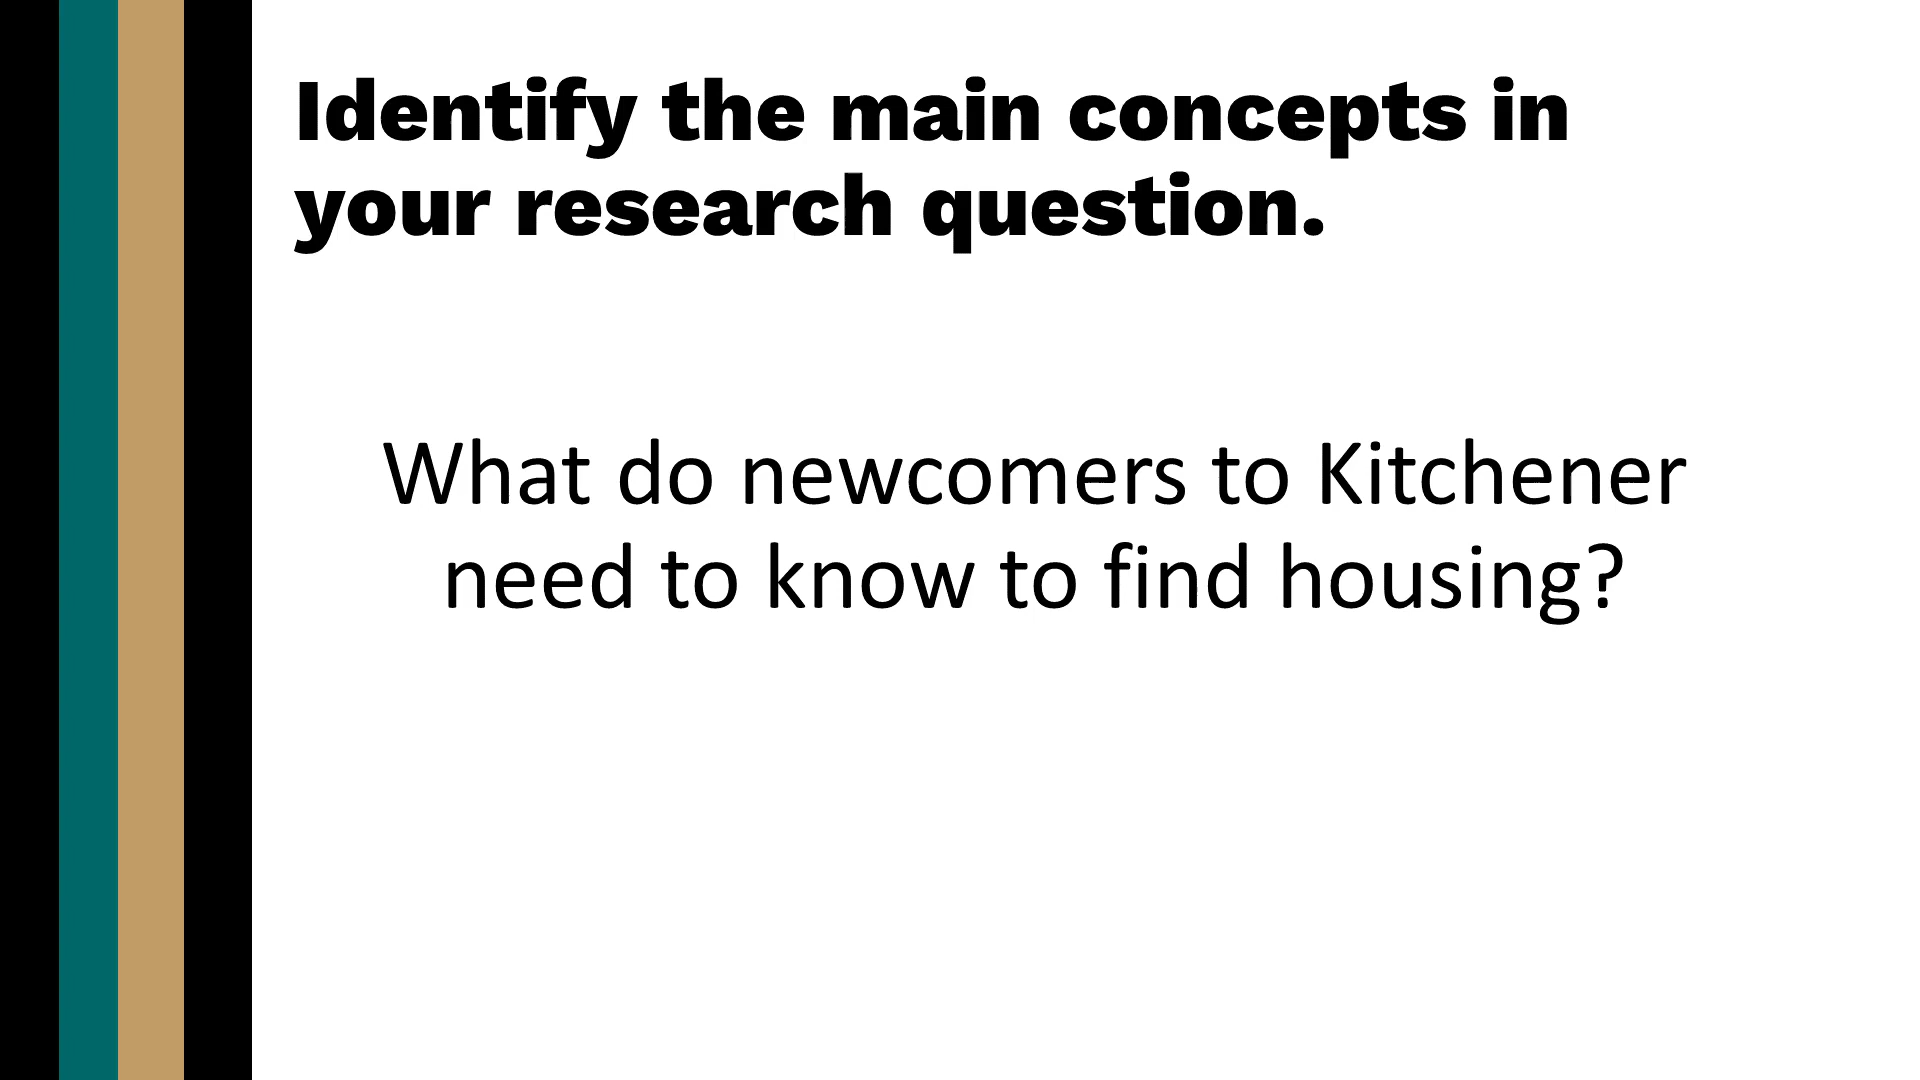 Identify the main concepts in
your research question.
What do newcomers to Kitchener
need to know to find housing?